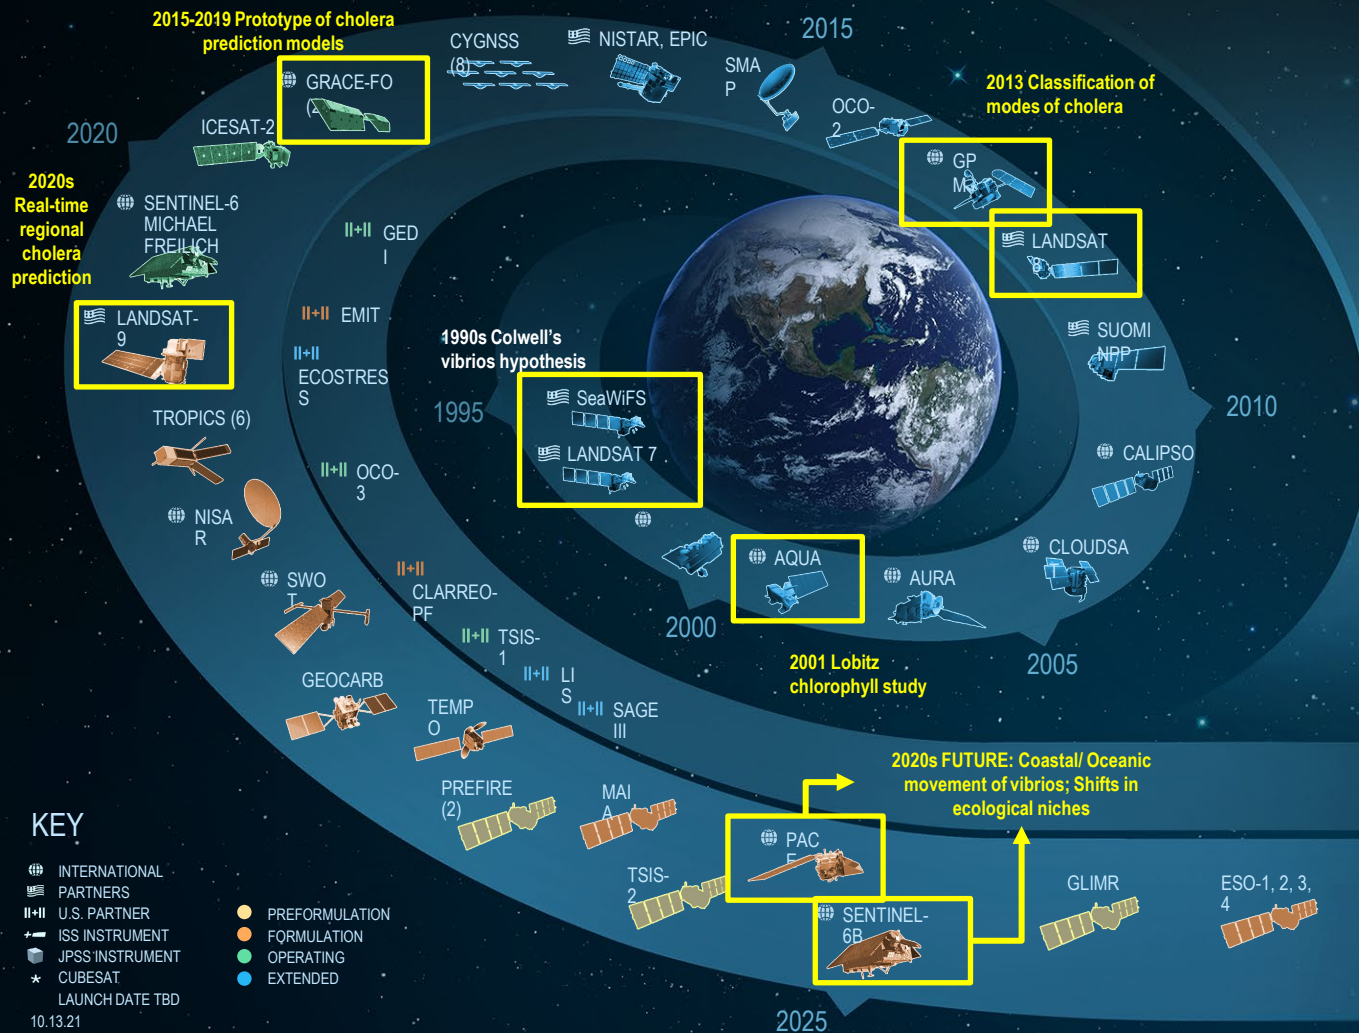 2015-2019 Prototype of cholera
prediction models
CYGNSS
(8)
NISTAR, EPIC
2015
SMA
P
2013 Classification of
modes of cholera
GRACE-FO
OCO-
2
2020
ICESAT-2
GP
M
2020s
Real-time
regional
cholera
prediction
SENTINEL-6
MICHAEL
FREILICH
GED
I
LANDSAT
LANDSAT-
9
EMIT
SUOMI
NPP
1990s Colwell's
vibrios hypothesis
ECOSTRES
S
SeaWiFS
1995
2010
TROPICS (6)
LANDSAT 7
CALIPSO
OCO-
3
NISA
R
AQUA
CLOUDSA
SWO
T
AURA
CLARREO-
PF
2000
TSIS-
1
2001 Lobitz
chlorophyll study
2005
GEOCARB
LI
S
TEMP
O
SAGE
III
2020s FUTURE: Coastal/ Oceanic
movement of vibrios; Shifts in
ecological niches
PREFIRE
(2)
MAI
A
PAC
E
TSIS-
2
GLIMR
ESO-1, 2, 3,
4
SENTINEL-
6B
2025
KEY
INTERNATIONAL
PARTNERS
U.S. PARTNER
ISS INSTRUMENT
JPSS INSTRUMENT
CUBESAT
LAUNCH DATE TBD
10.13.21
PREFORMULATION
FORMULATION
OPERATING
EXTENDED